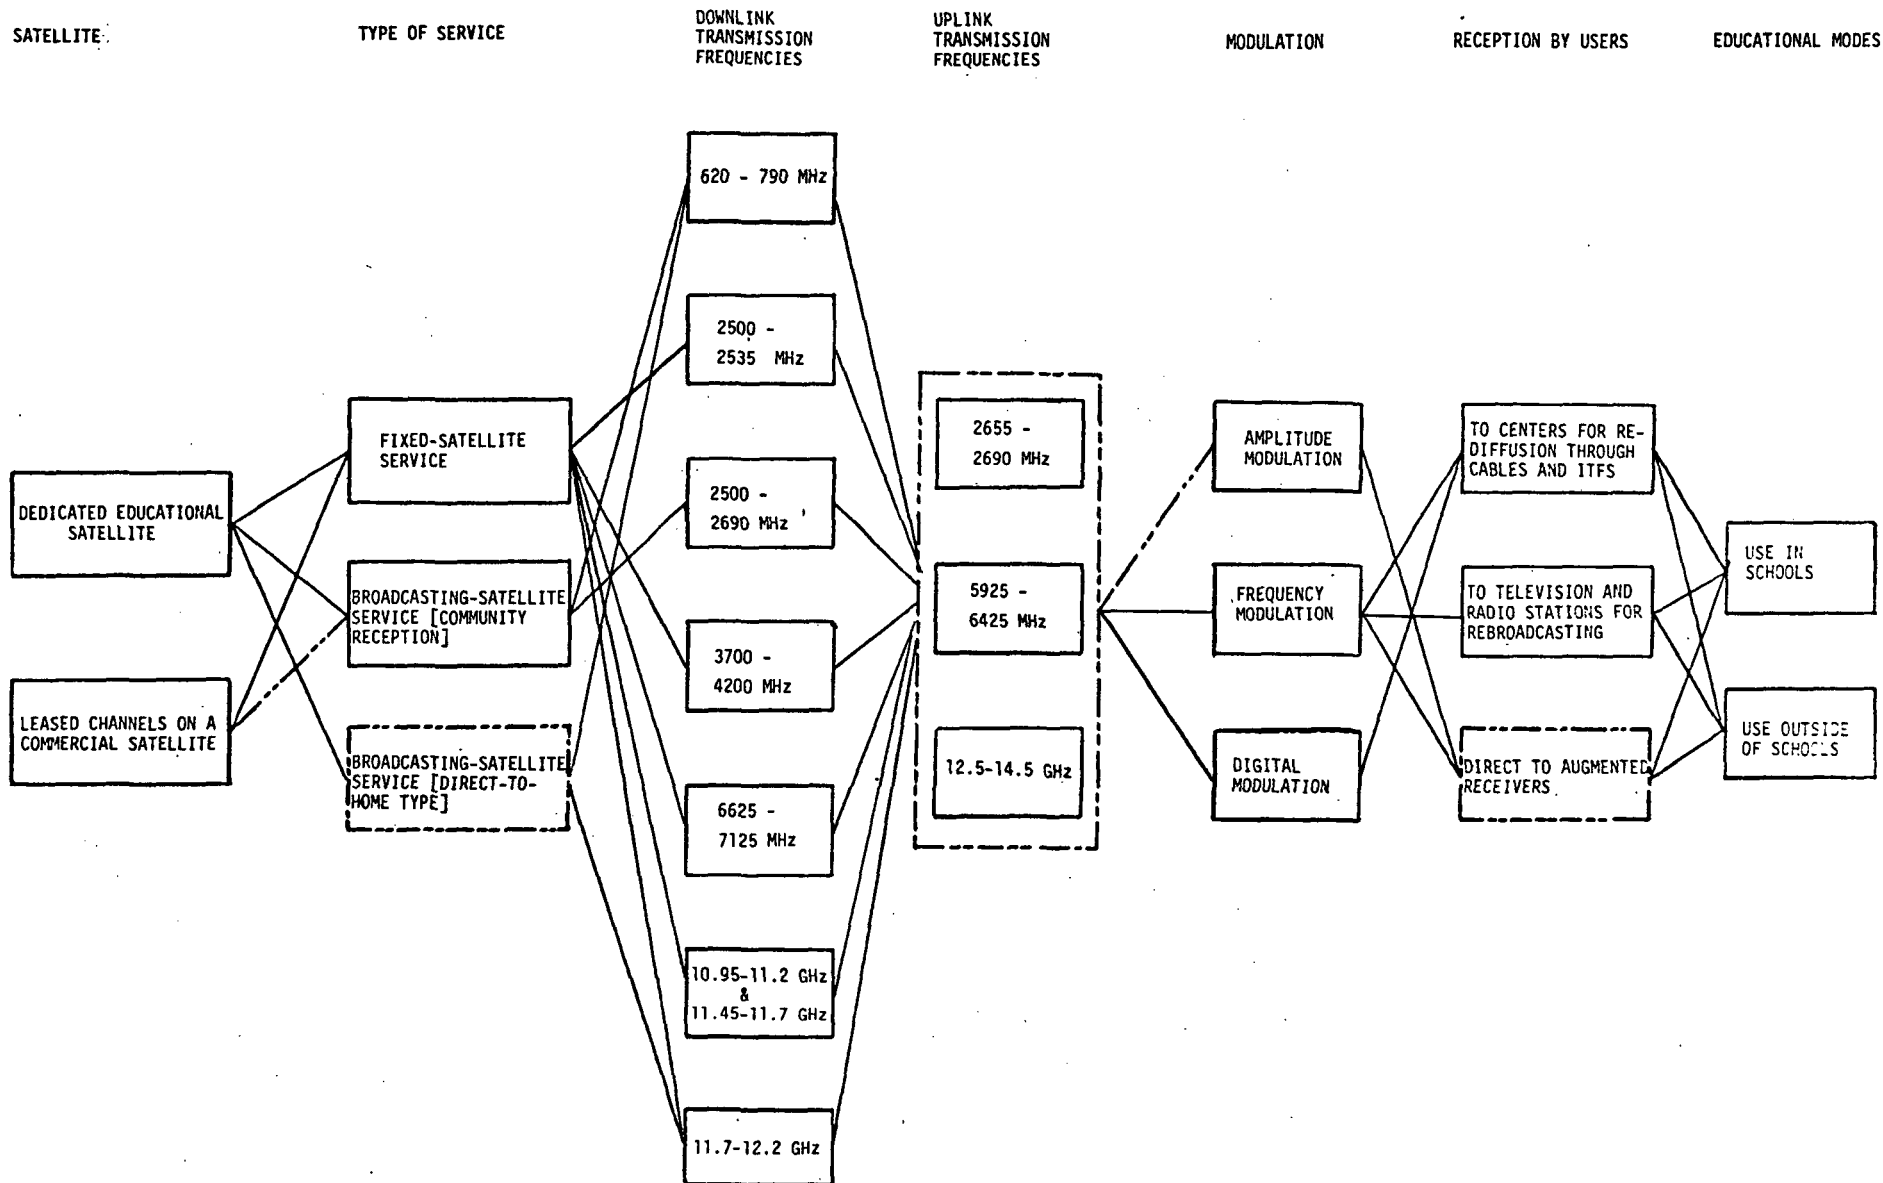 SATELLITE
TYPE OF SERVICE
DOWNLINK
TRANSMISSION
FREQUENCIES
UPLINK
TRANSMISSION
FREQUENCIES
MODULATION
RECEPTION BY USERS
EDUCATIONAL MODES
DEDICATED EDUCATIONAL
SATELLITE
LEASED CHANNELS ON A
COMMERCIAL SATELLITE
FIXED-SATELLITE
SERVICE
BROADCASTING-SATELLITE
SERVICE [COMMUNITY
RECEPTION]
BROADCASTING-SATELLITE
SERVICE [DIRECT-TO-
HOME TYPE]
620 - 790 MHz
2500 -
2535 MHz
2500 -
2690 MHz
3700 -
4200 MHz
6625 -
7125 MHz
10.95-11.2 GHz
&
11.45-11.7 GHz
11.7-12.2 GHz
2655 -
2690 MHz
5925 -
6425 MHz
12.5-14.5 GHz
AMPLITUDE
MODULATION
FREQUENCY
MODULATION
DIGITAL
MODULATION
TO CENTERS FOR RE-
DIFFUSION THROUGH
CABLES AND ITFS
TO TELEVISION AND
RADIO STATIONS FOR
REBROADCASTING
DIRECT TO AUGMENTED
RECEIVERS
USE IN
SCHOOLS
USE OUTSIDE
OF SCHOOLS